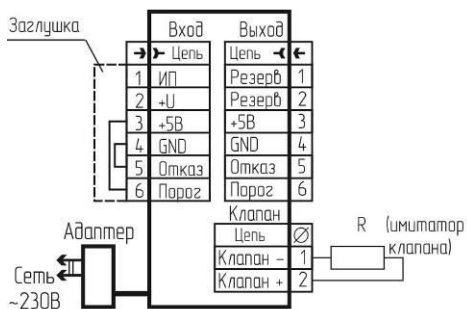 Заглушка
Вход
Выход
Цепь
Цепь
1 ИП
Резерв 1
2 +U
Резерв 2
3 +5В
+5В 3
4 GND
GND 4
5 Отказ
Отказ 5
6 Порог
Порог 6
Клапан
Адаптер
Цепь
R (имитатор
клапана)
Клапан - 1
Клапан + 2
Сеть
~230В